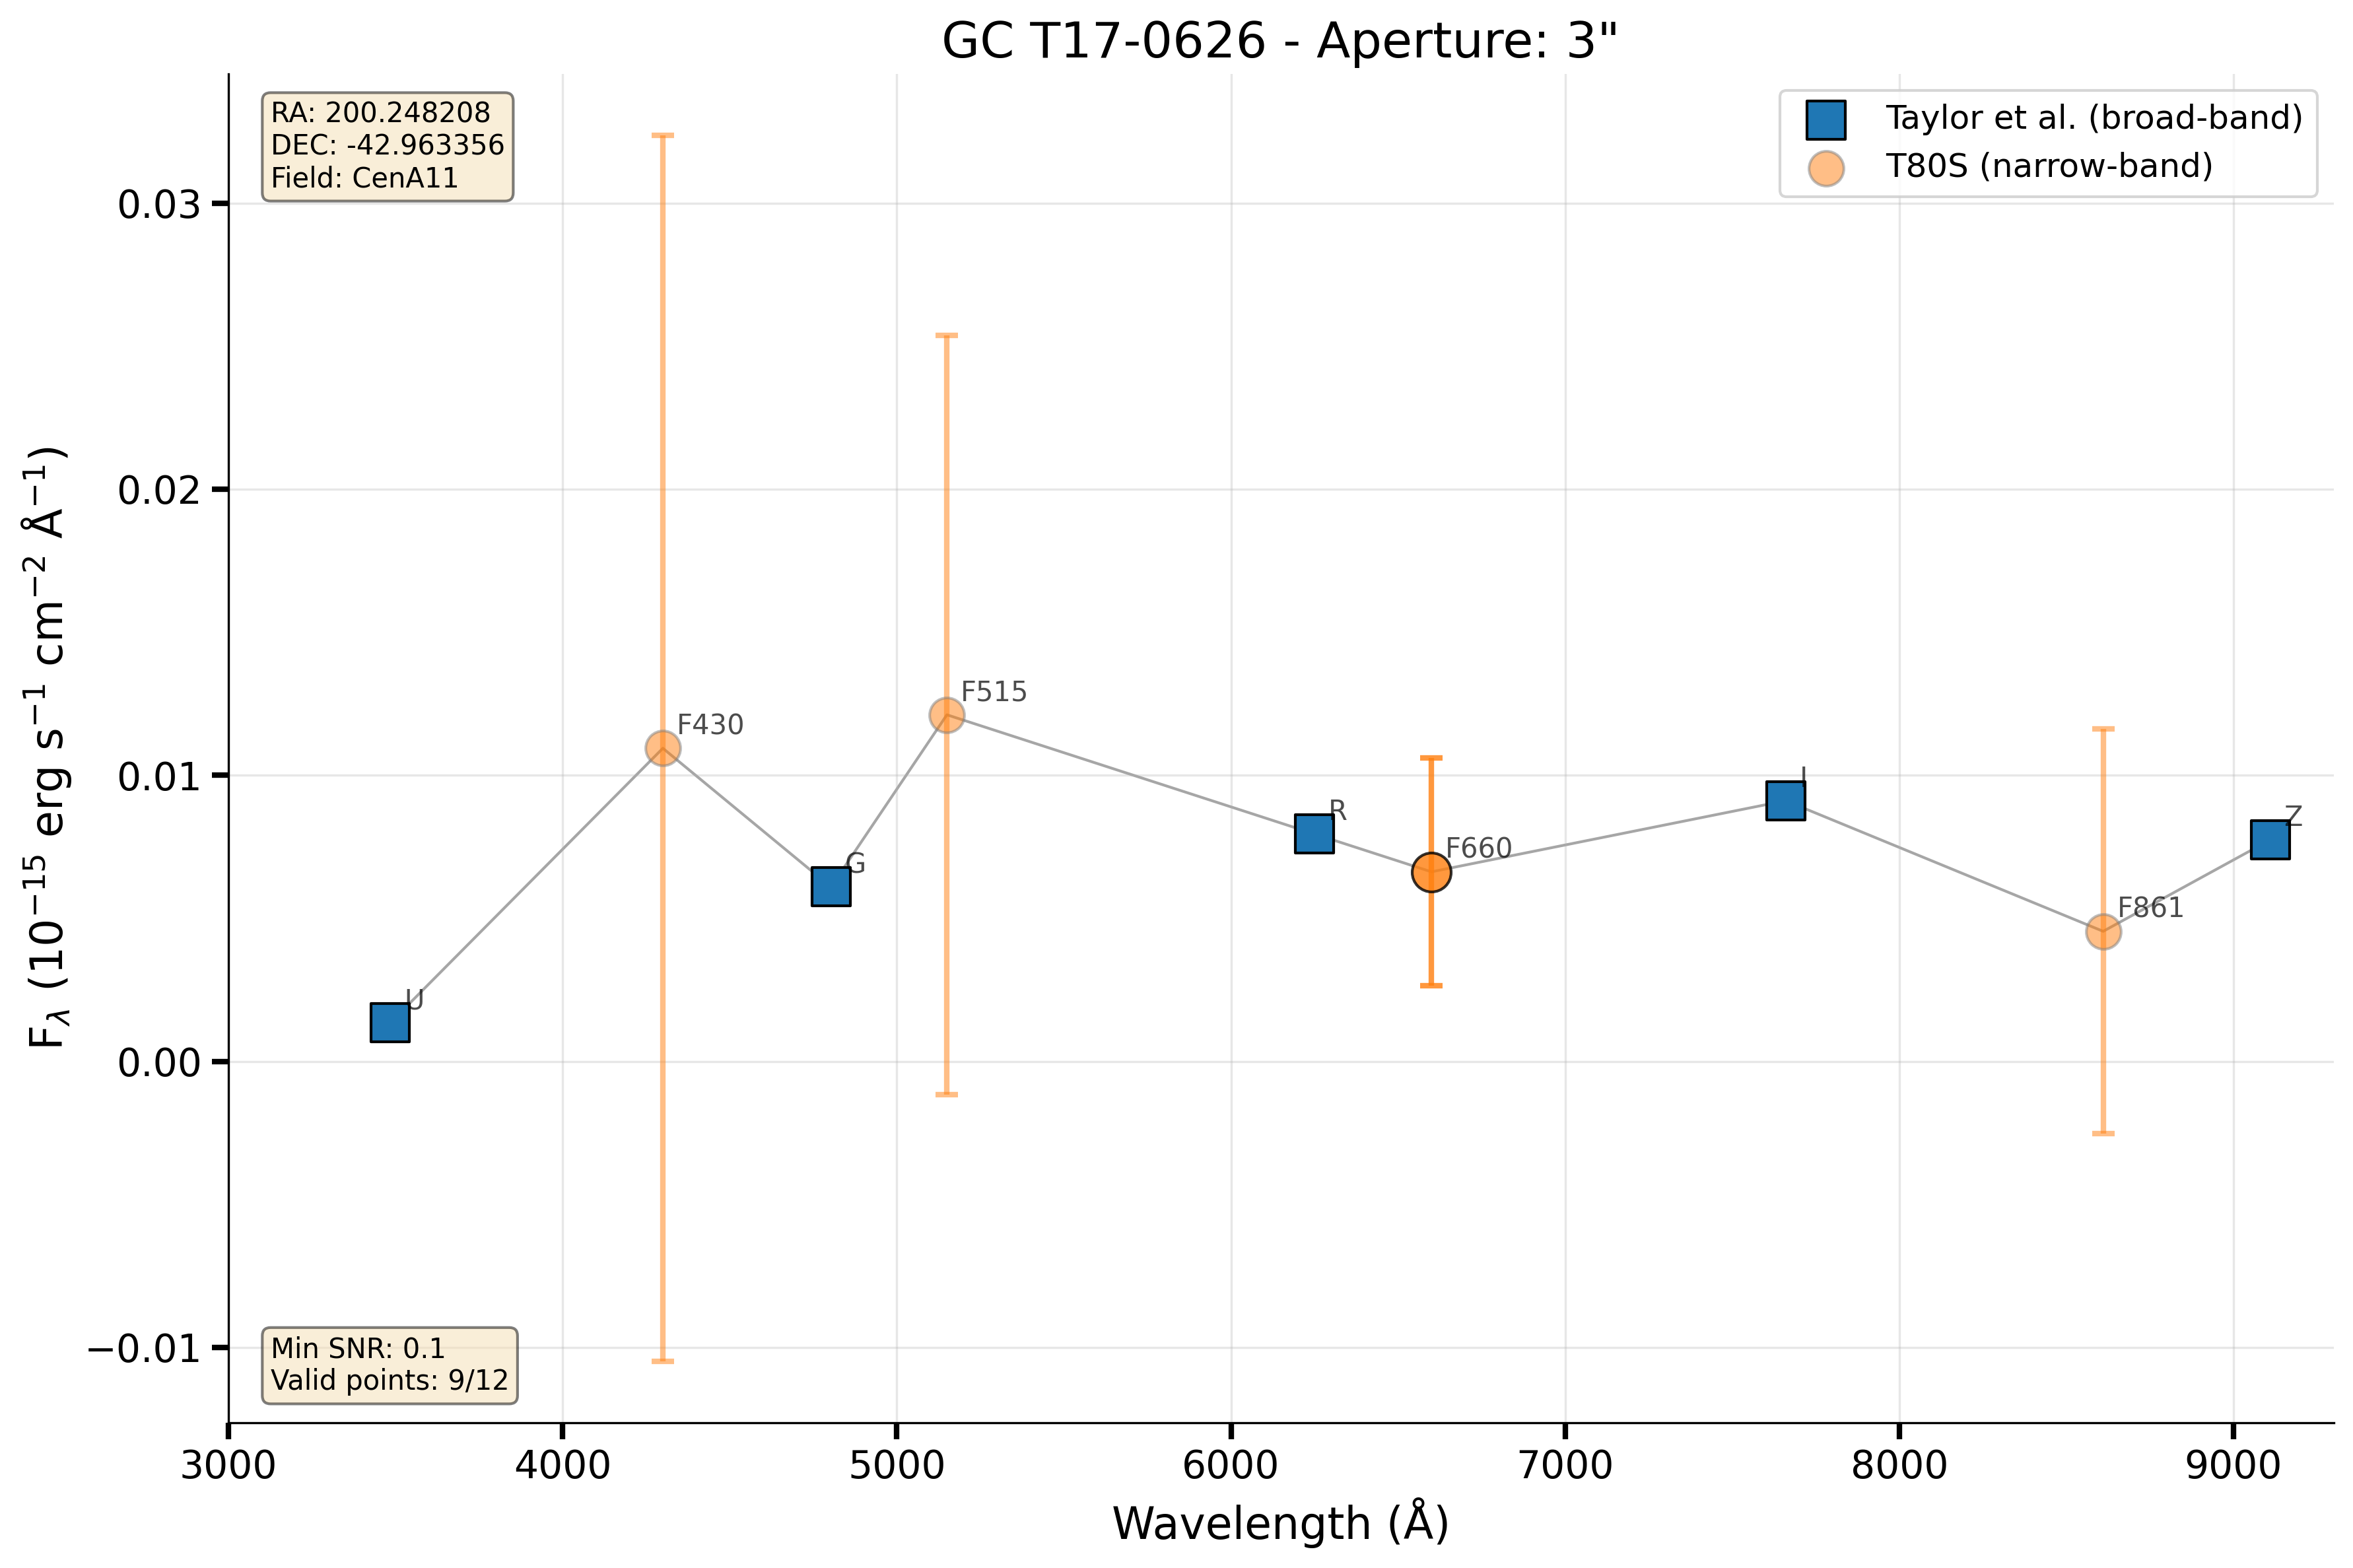 GC T17-0626 - Aperture: 3"
RA: 200.248208
DEC: -42.963356
Field: CenA11
Taylor et al. (broad-band)
T80S (narrow-band)
F_λ (10⁻¹⁵ erg s⁻¹ cm⁻² Å⁻¹)
0.03
0.02
0.01
0.00
−0.01
U
F430
G
F515
R
F660
I
F861
Z
Min SNR: 0.1
Valid points: 9/12
3000 4000 5000 6000 7000 8000 9000
Wavelength (Å)